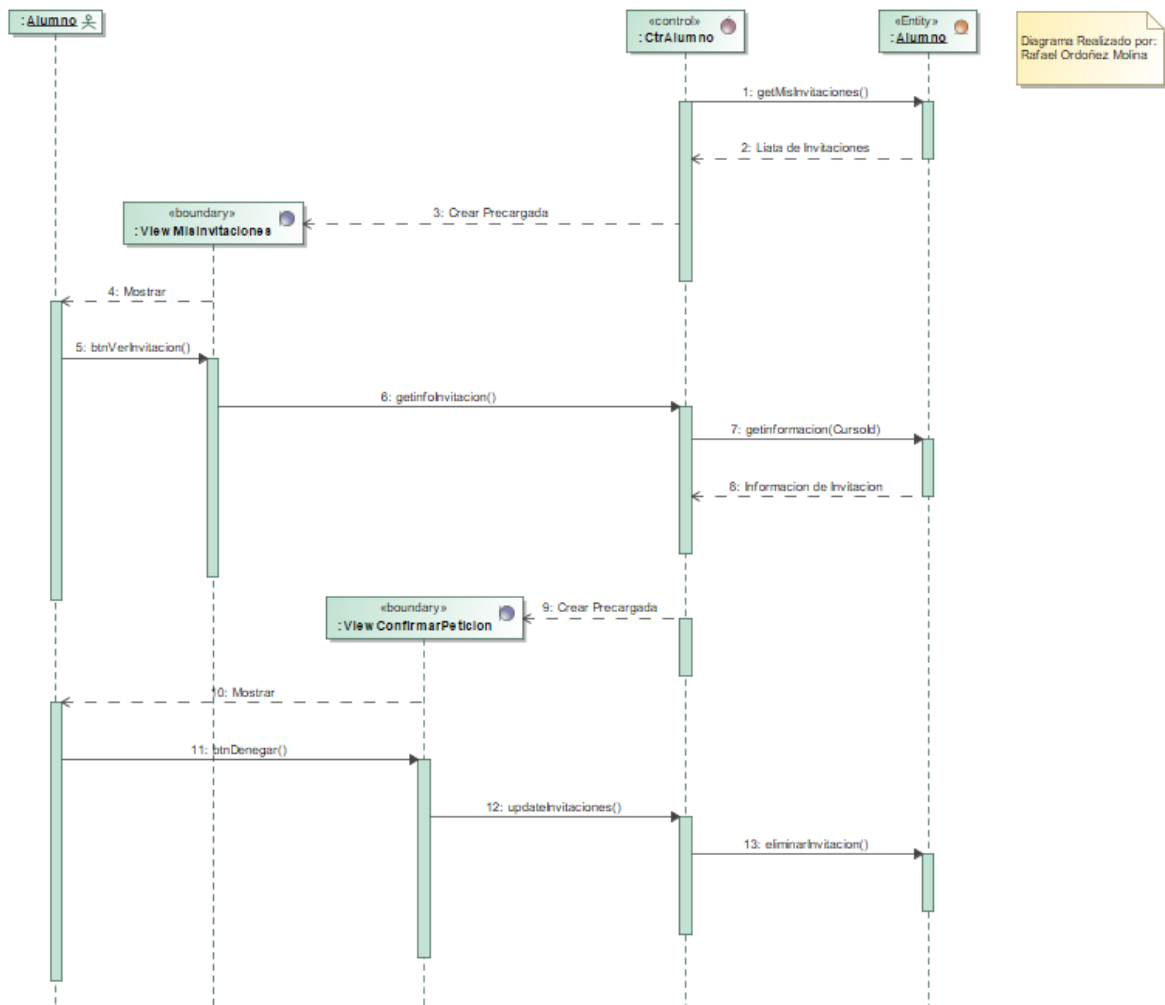 : Alumno
«control»
: CtrAlumno
«Entity»
: Alumno
Diagrama Realizado por:
Rafael Ordoñez Molina
1: getMisInvitaciones()
2: Liata de Invitaciones
«boundary»
: View MisInvitaciones
3: Crear Precargada
4: Mostrar
5: btnVerInvitacion()
6: getinfoInvitacion()
7: getinformacion(CursoId)
8: Informacion de Invitacion
«boundary»
: View ConfirmarPeticion
9: Crear Precargada
10: Mostrar
11: btnDenegar()
12: updateInvitaciones()
13: eliminarInvitacion()